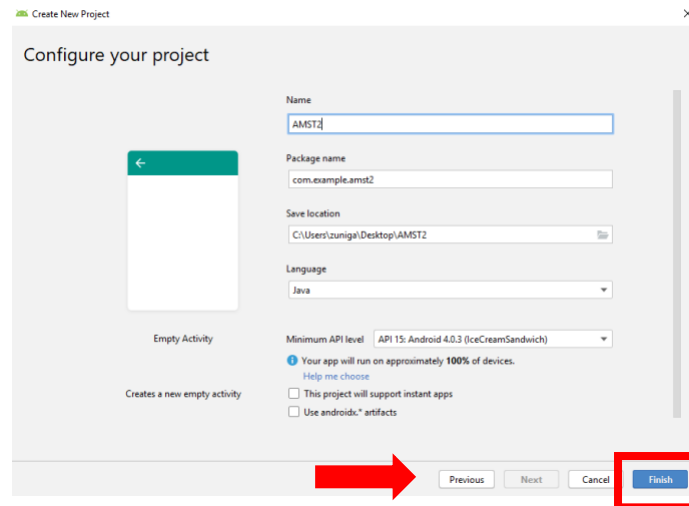 Create New Project
Configure your project
Name
AMST2
Package name
com.example.amst2
Save location
C:\Users\zuniga\Desktop\AMST2
Language
Java
Empty Activity
Minimum API level API 15: Android 4.0.3 (IceCreamSandwich)
Your app will run on approximately 100% of devices.
Help me choose
Creates a new empty activity
This project will support instant apps
Use androidx.* artifacts
Previous Next Cancel Finish